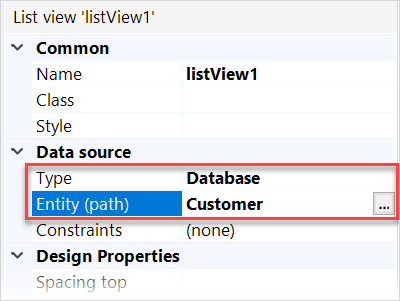 List view 'listView1'
Common
Name listView1
Class
Style
Data source
Type Database
Entity (path) Customer ...
Constraints (none)
Design Properties
Spacing top